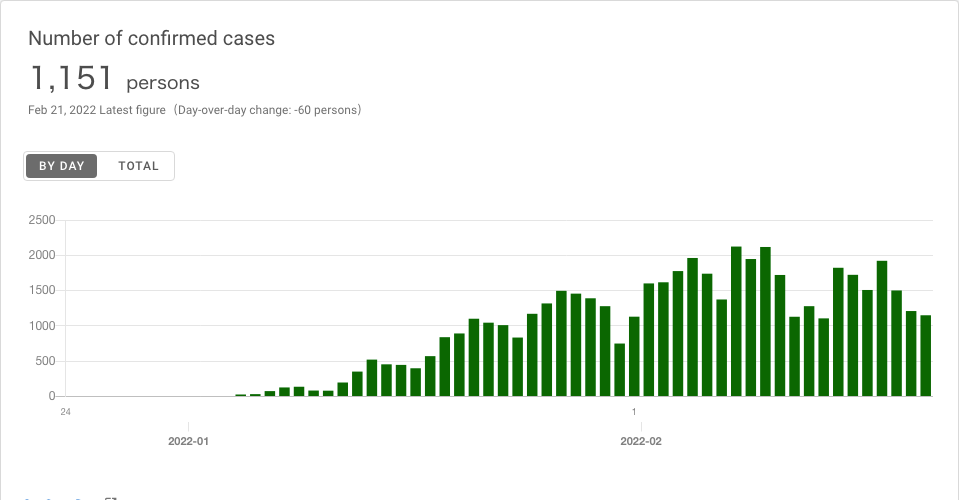 Number of confirmed cases
1,151 persons
Feb 21, 2022 Latest figure（Day-over-day change: -60 persons）
BY DAY TOTAL
2500
2000
1500
1000
500
0
24 1
2022-01 2022-02